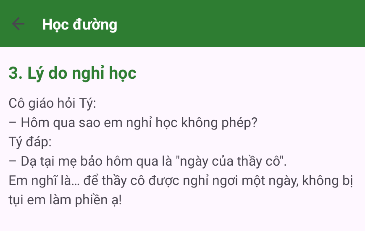 Học đường
3. Lý do nghỉ học
Cô giáo hỏi Tý:
– Hôm qua sao em nghỉ học không phép?
Tý đáp:
– Dạ tại mẹ bảo hôm qua là "ngày của thầy cô".
Em nghĩ là... để thầy cô được nghỉ ngơi một ngày, không bị
tụi em làm phiền ạ!